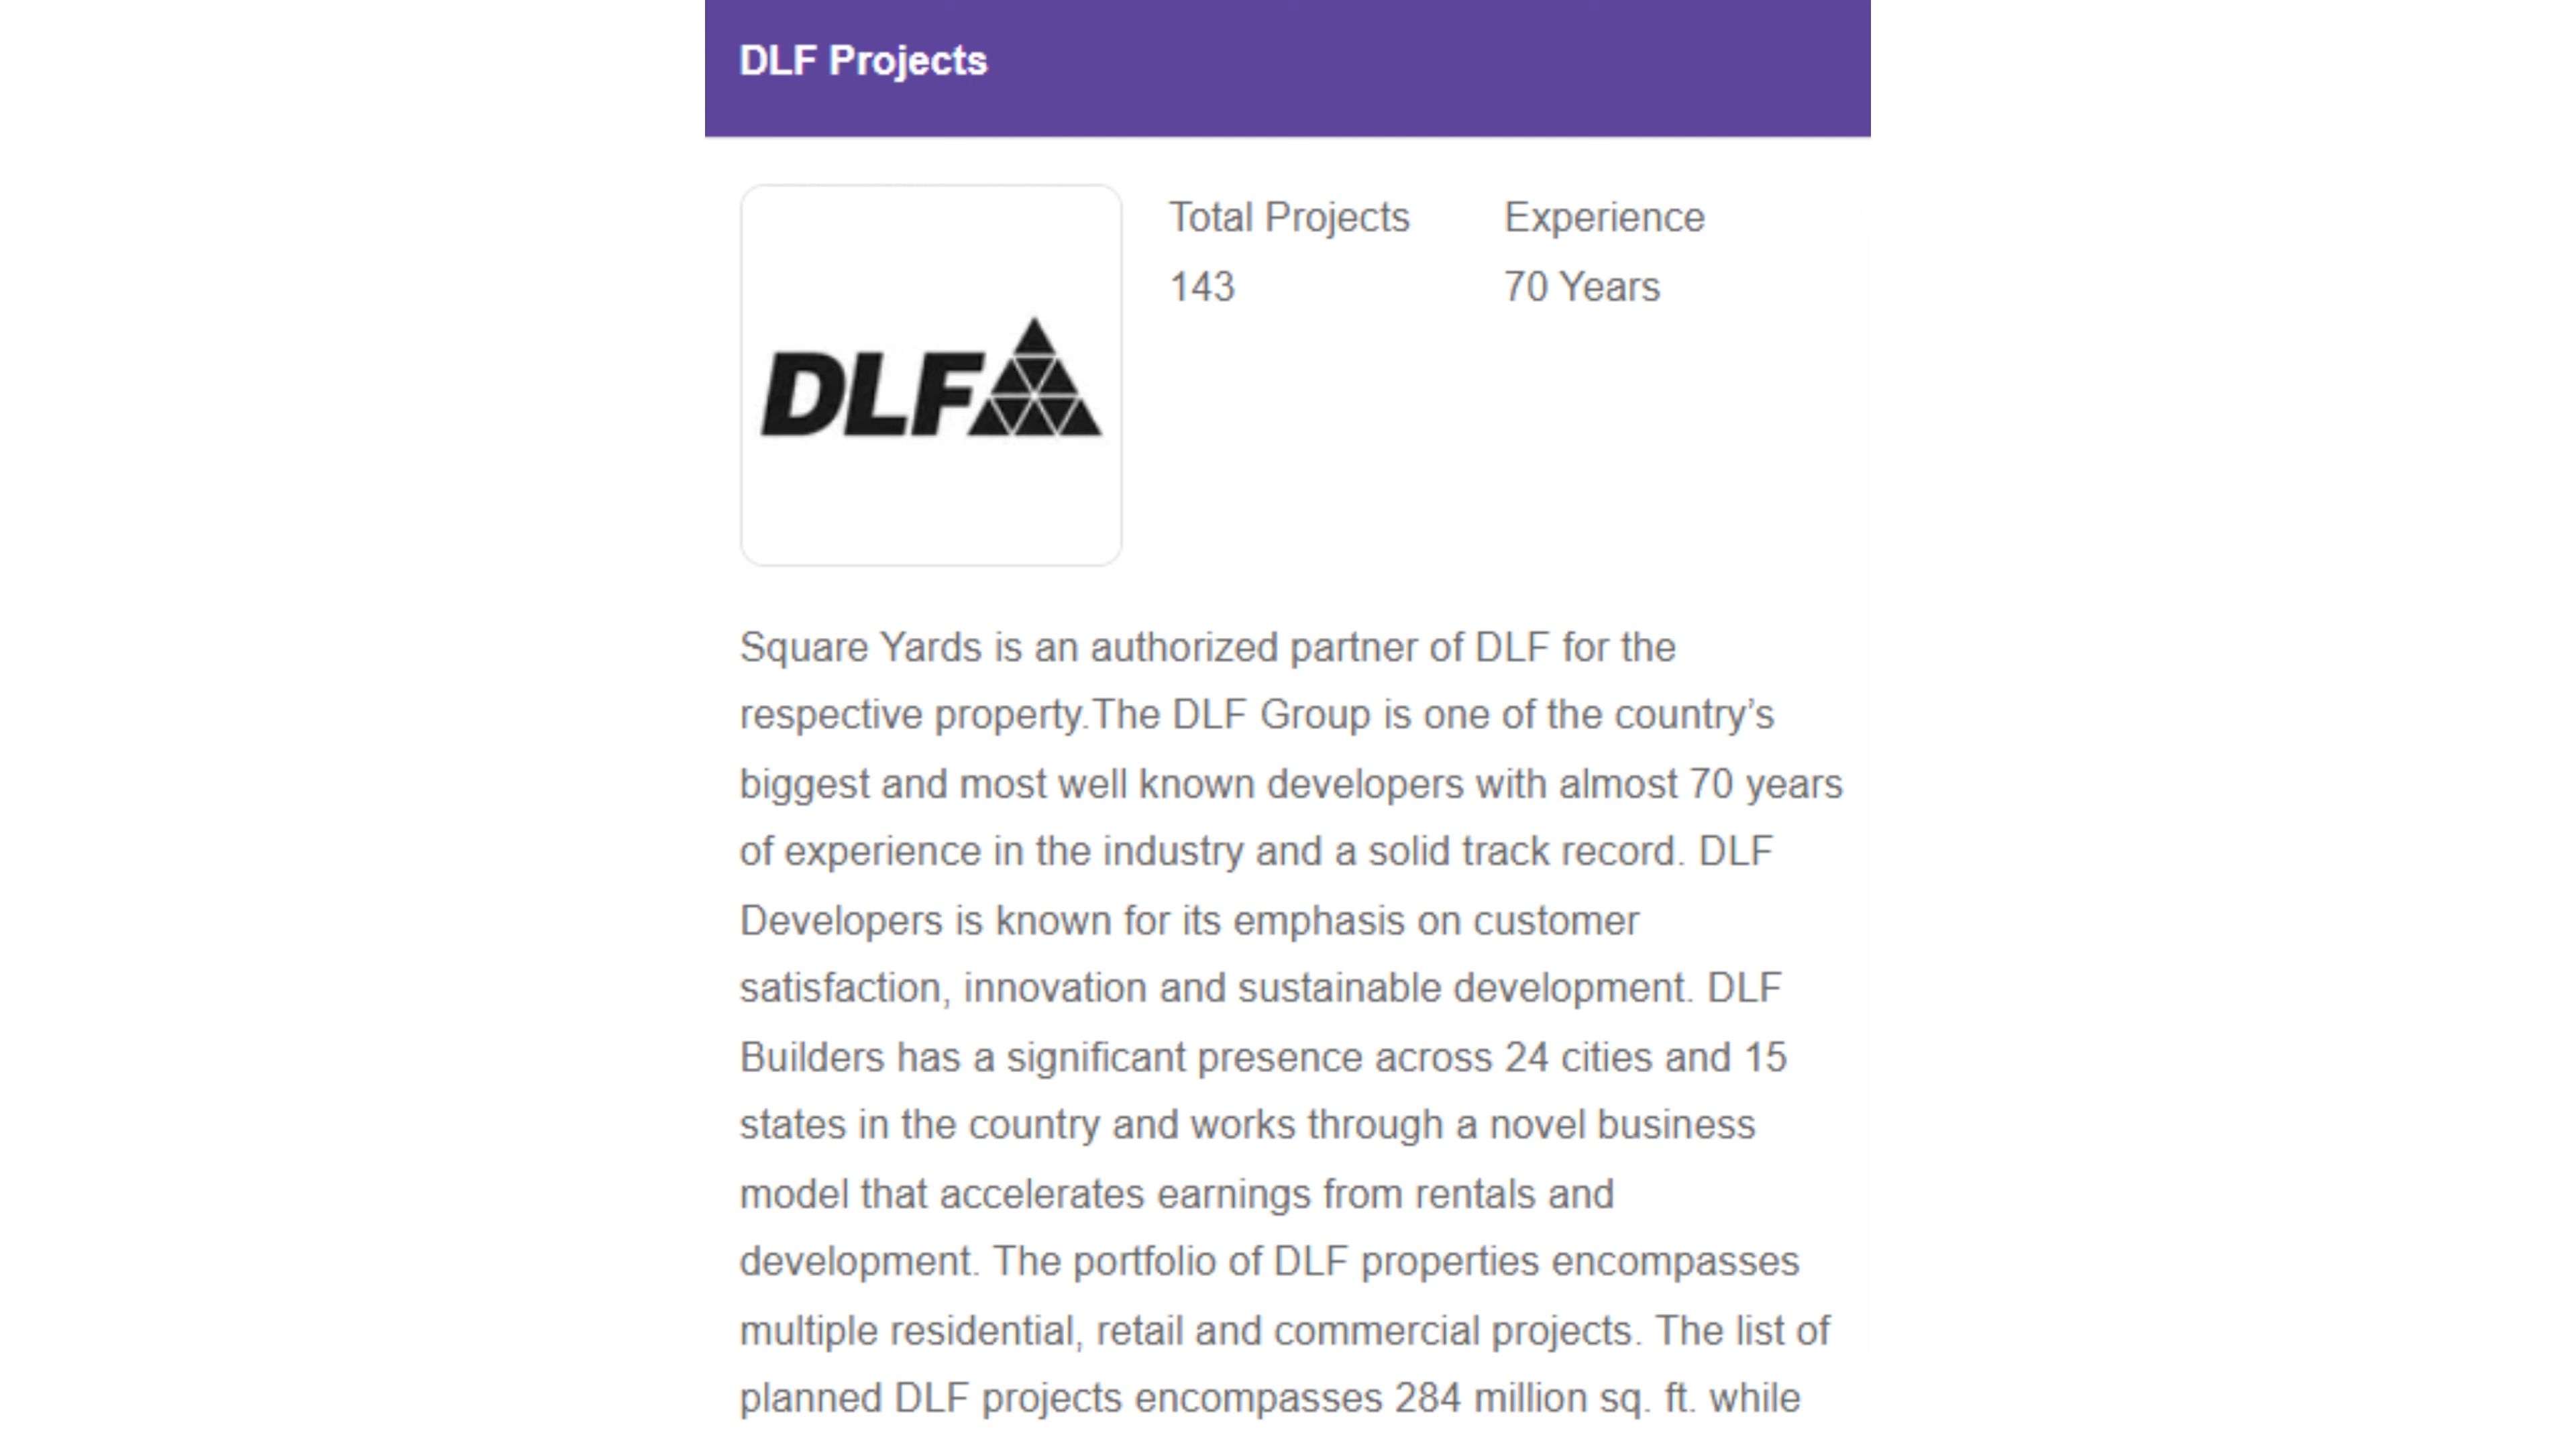 DLF Projects
Total Projects
Experience
143
70 Years
DLF
Square Yards is an authorized partner of DLF for the
respective property.The DLF Group is one of the country’s
biggest and most well known developers with almost 70 years
of experience in the industry and a solid track record. DLF
Developers is known for its emphasis on customer
satisfaction, innovation and sustainable development. DLF
Builders has a significant presence across 24 cities and 15
states in the country and works through a novel business
model that accelerates earnings from rentals and
development. The portfolio of DLF properties encompasses
multiple residential, retail and commercial projects. The list of
planned DLF projects encompasses 284 million sq. ft. while